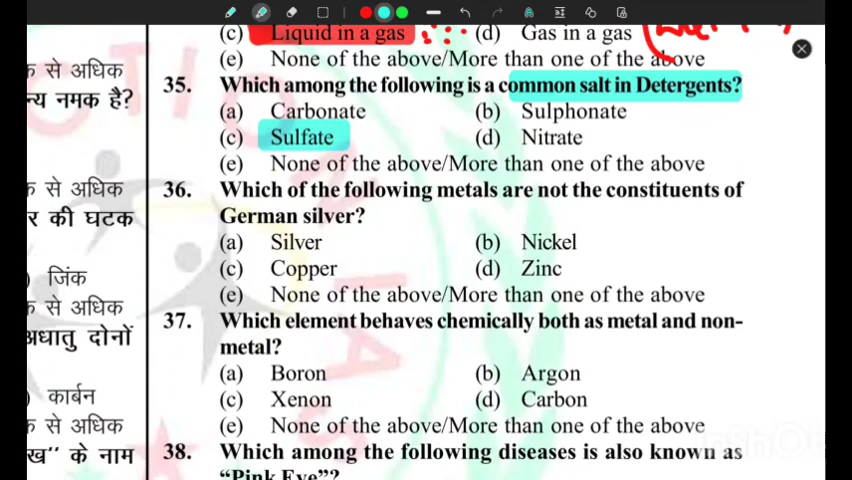 (c) Liquid in a gas (d) Gas in a gas
(e) None of the above/More than one of the above
क से अधिक
35. Which among the following is a common salt in Detergents?
न्य नमक है?
(a) Carbonate (b) Sulphonate
(c) Sulfate (d) Nitrate
(e) None of the above/More than one of the above
क से अधिक
36. Which of the following metals are not the constituents of
र की घटक
German silver?
(a) Silver (b) Nickel
(c) Copper (d) Zinc
) जिंक
(e) None of the above/More than one of the above
क से अधिक
37. Which element behaves chemically both as metal and non-
अधातु दोनों
metal?
(a) Boron (b) Argon
(c) Xenon (d) Carbon
) कार्बन
(e) None of the above/More than one of the above
क से अधिक
38. Which among the following diseases is also known as
ख'' के नाम
"Pink Eye"?